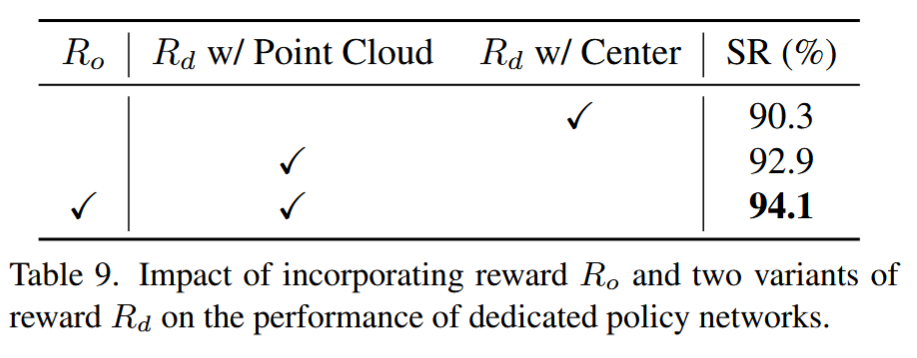 R_o R_d w/ Point Cloud R_d w/ Center SR (%)
✓ 90.3
✓ 92.9
✓ ✓ 94.1
Table 9. Impact of incorporating reward R_o and two variants of
reward R_d on the performance of dedicated policy networks.